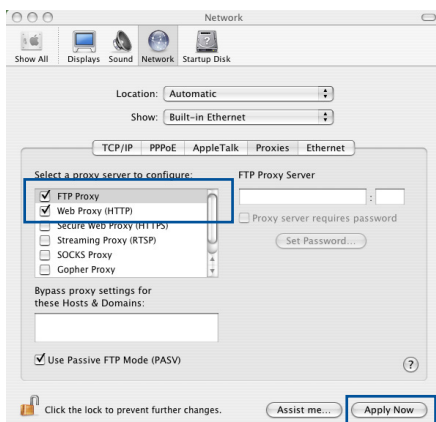 Network
Show All Displays Sound Network Startup Disk
Location: Automatic
Show: Built-in Ethernet
TCP/IP PPPoE AppleTalk Proxies Ethernet
Select a proxy server to configure: FTP Proxy Server
FTP Proxy :
Web Proxy (HTTP) Proxy server requires password
Secure Web Proxy (HTTPS)
Streaming Proxy (RTSP) Set Password...
SOCKS Proxy
Gopher Proxy
Bypass proxy settings for
these Hosts & Domains:
Use Passive FTP Mode (PASV) ?
Click the lock to prevent further changes. Assist me... Apply Now